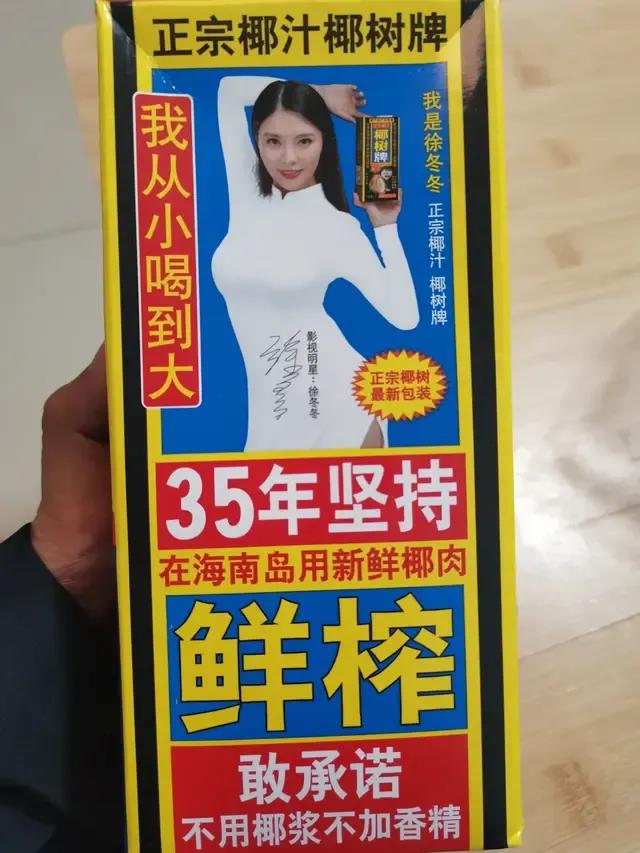 正宗椰汁椰树牌
我从小喝到大
椰树牌
我是徐冬冬
正宗椰汁 椰树牌
影视明星：徐冬冬
正宗椰树
最新包装
35年坚持
在海南岛用新鲜椰肉
鲜榨
敢承诺
不用椰浆不加香精